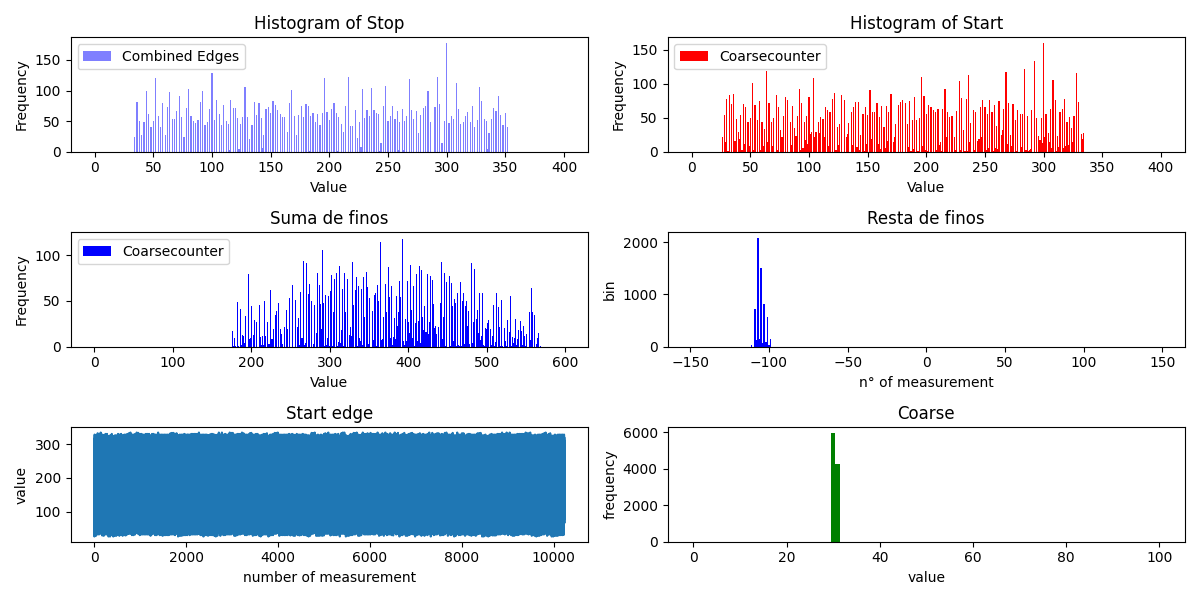 Histogram of Stop
Frequency
150
100
50
0
Combined Edges
0 50 100 150 200 250 300 350 400
Value
Histogram of Start
Frequency
150
100
50
0
Coarsecounter
0 50 100 150 200 250 300 350 400
Value
Suma de finos
Frequency
100
50
0
Coarsecounter
0 100 200 300 400 500 600
Value
Resta de finos
bin
2000
1000
0
−150 −100 −50 0 50 100 150
n° of measurement
Start edge
value
300
200
100
0 2000 4000 6000 8000 10000
number of measurement
Coarse
frequency
6000
4000
2000
0
0 20 40 60 80 100
value